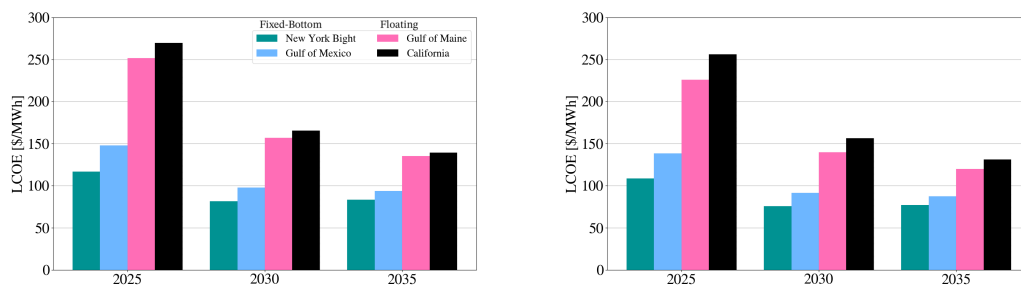 300
250
200
150
100
50
0
LCOE [$/MWh]
Fixed-Bottom Floating
New York Bight Gulf of Maine
Gulf of Mexico California
2025 2030 2035
300
250
200
150
100
50
0
LCOE [$/MWh]
2025 2030 2035